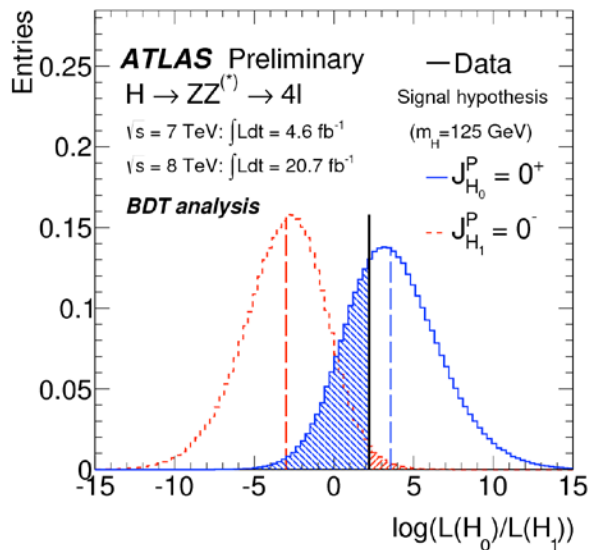 Entries
0.25
0.2
0.15
0.1
0.05
0
ATLAS Preliminary
H → ZZ(*) → 4l
√s = 7 TeV: ∫Ldt = 4.6 fb-1
√s = 8 TeV: ∫Ldt = 20.7 fb-1
BDT analysis
Data
Signal hypothesis
(mH=125 GeV)
JPH0 = 0+
JPH1 = 0-
-15 -10 -5 0 5 10 15
log(L(H0)/L(H1))